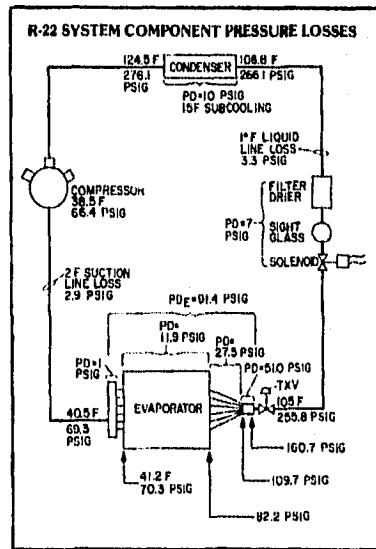 R-22 SYSTEM COMPONENT PRESSURE LOSSES
124.5 F
276.1
PSIG
CONDENSER
108.8 F
266.1 PSIG
PD=10 PSIG
15F SUBCOOLING
1°F LIQUID
LINE LOSS
3.3 PSIG
COMPRESSOR
38.5 F
66.4 PSIG
FILTER
DRIER
PD=7
PSIG
SIGHT
GLASS
SOLENOID
2 F SUCTION
LINE LOSS
2.9 PSIG
PDE=91.4 PSIG
PD=
11.9 PSIG
PD=
27.5 PSIG
PD=1
PSIG
PD=51.0 PSIG
TXV
EVAPORATOR
40.5 F
69.3
PSIG
105 F
255.8 PSIG
160.7 PSIG
109.7 PSIG
41.2 F
70.3 PSIG
82.2 PSIG